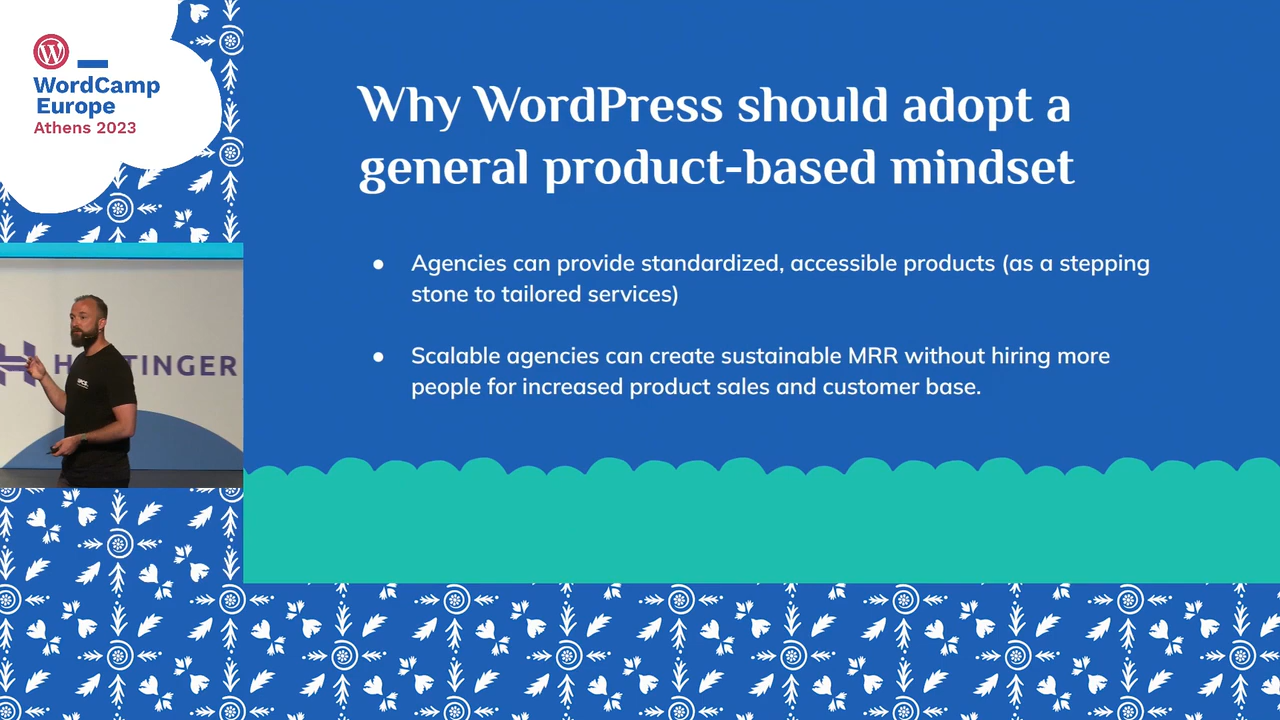 WordCamp
Europe
Athens 2023
Why WordPress should adopt a
general product-based mindset
● Agencies can provide standardized, accessible products (as a stepping
stone to tailored services)
● Scalable agencies can create sustainable MRR without hiring more
people for increased product sales and customer base.